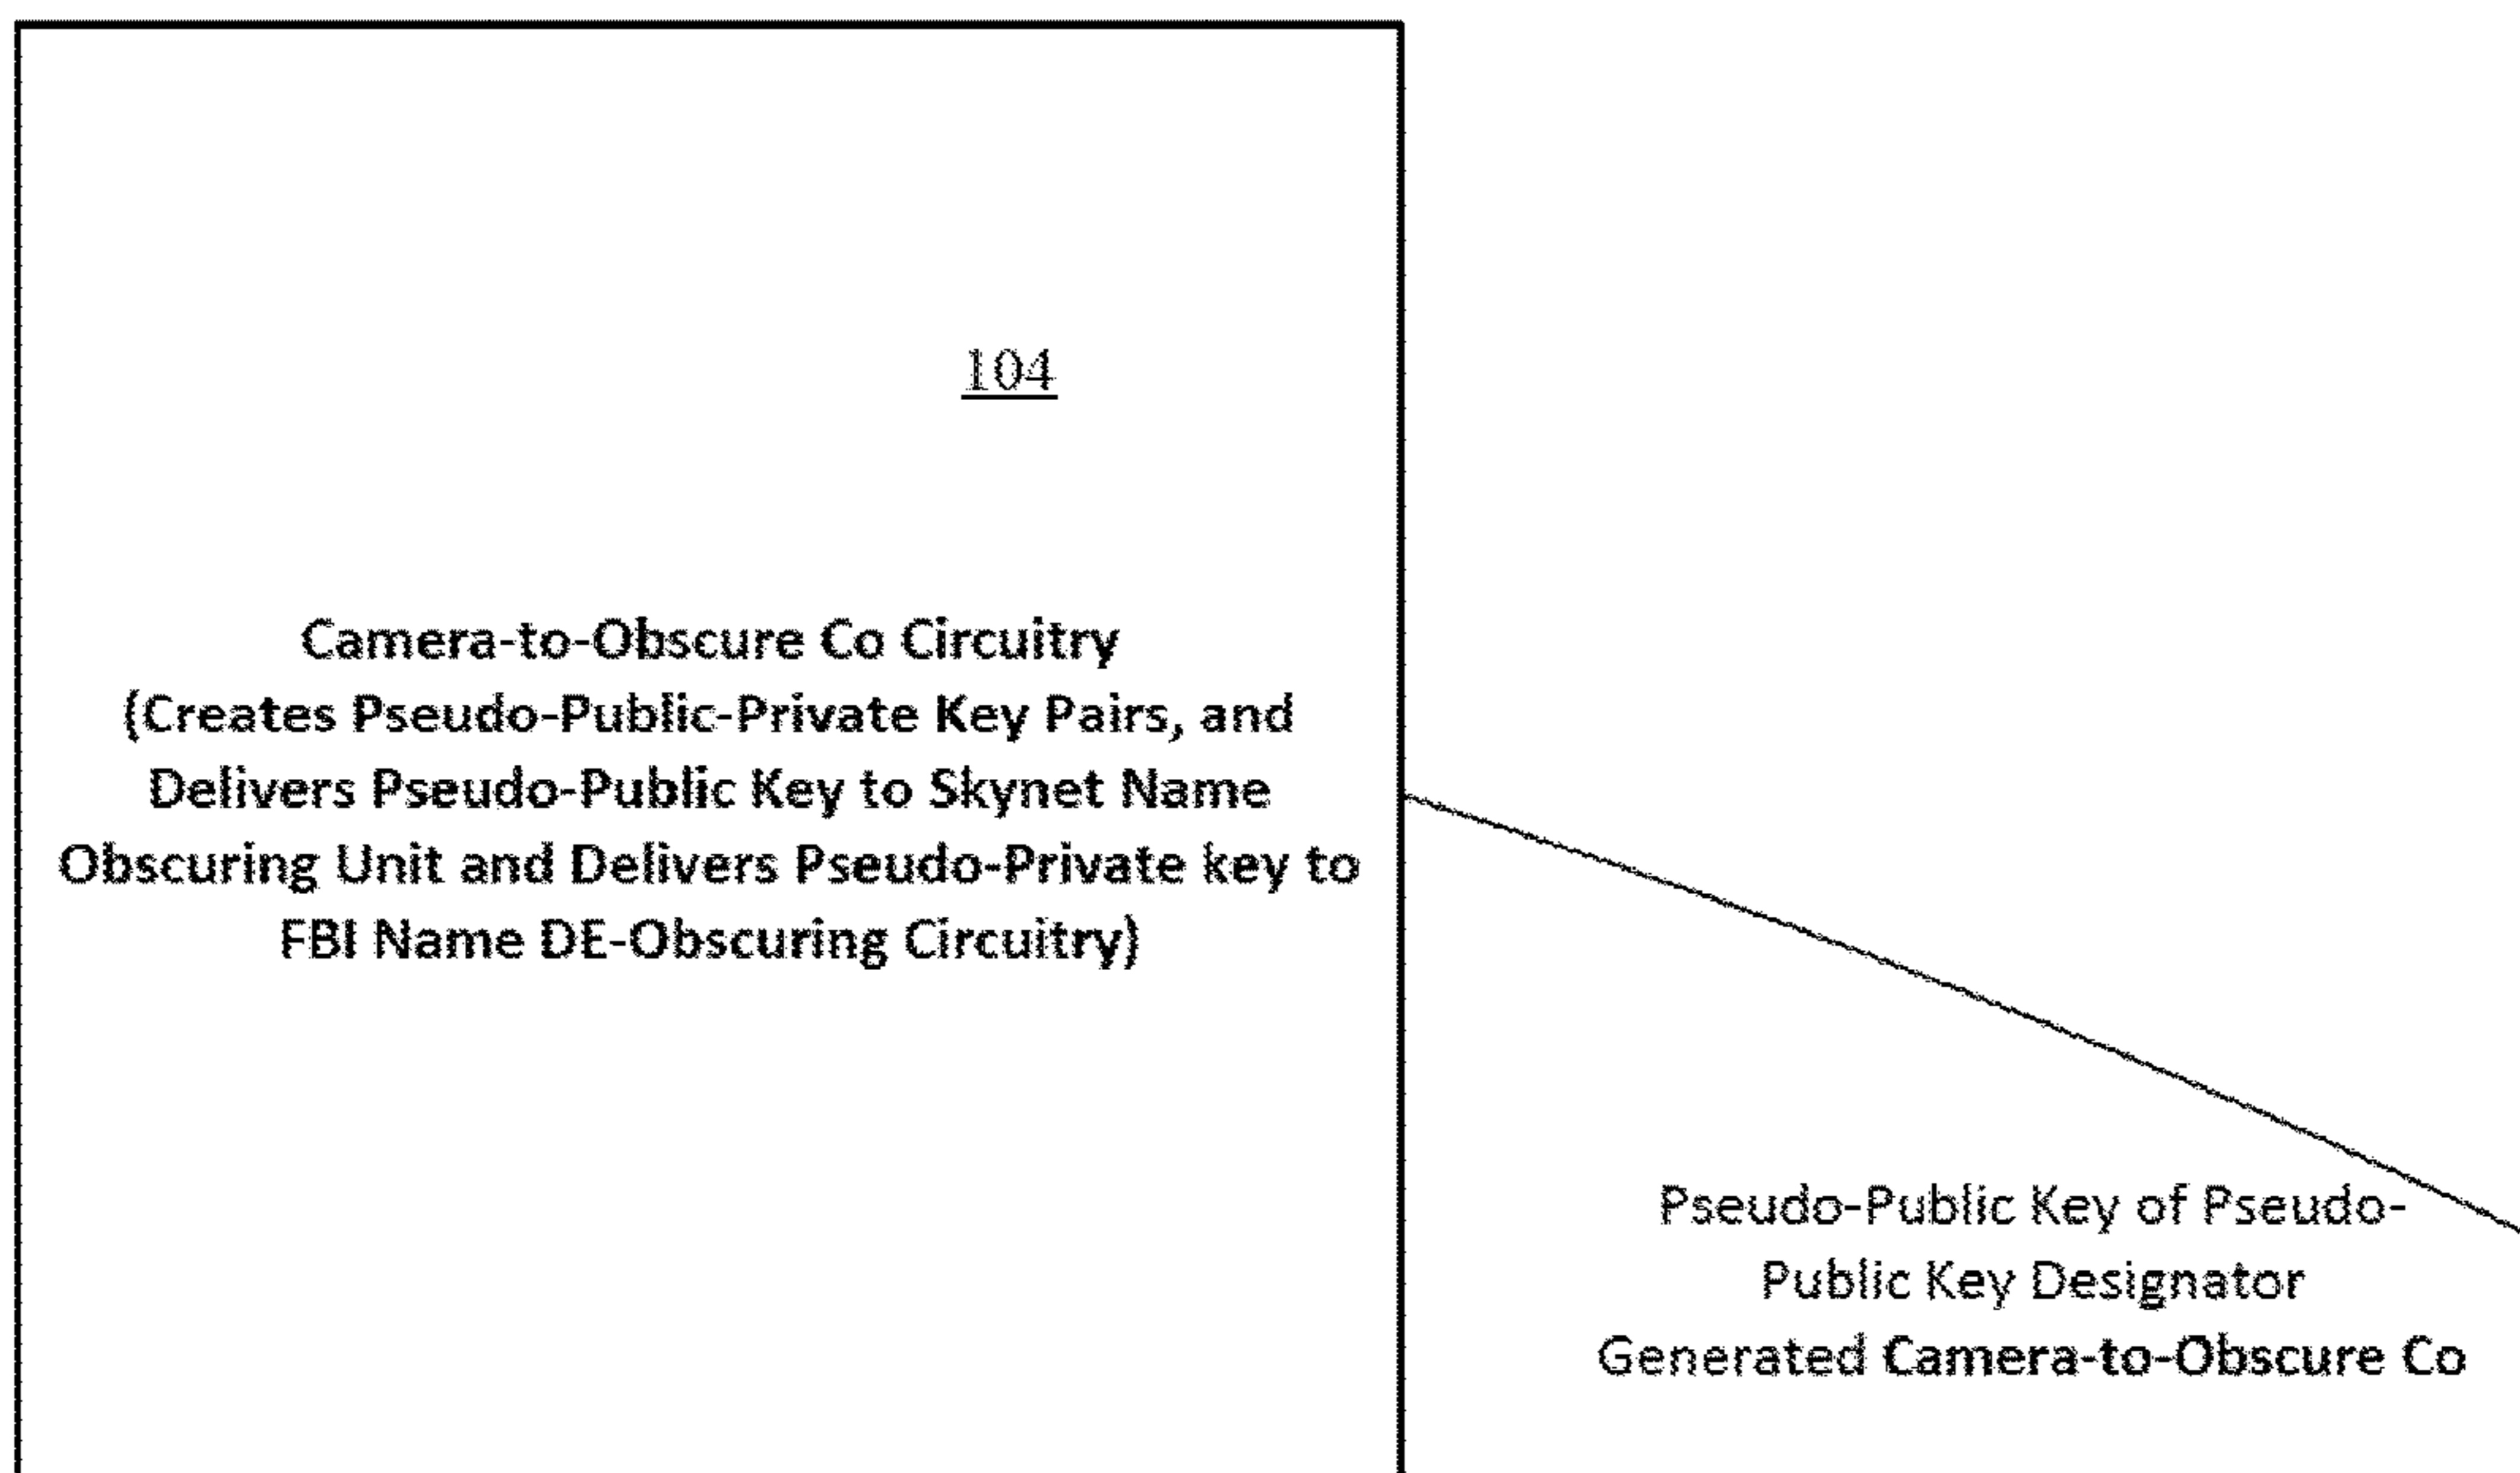 104
Camera-to-Obscure Co Circuitry
(Creates Pseudo-Public-Private Key Pairs, and
Delivers Pseudo-Public Key to Skynet Name
Obscuring Unit and Delivers Pseudo-Private key to
FBI Name DE-Obscuring Circuitry)
Pseudo-Public Key of Pseudo-
Public Key Designator
Generated Camera-to-Obscure Co